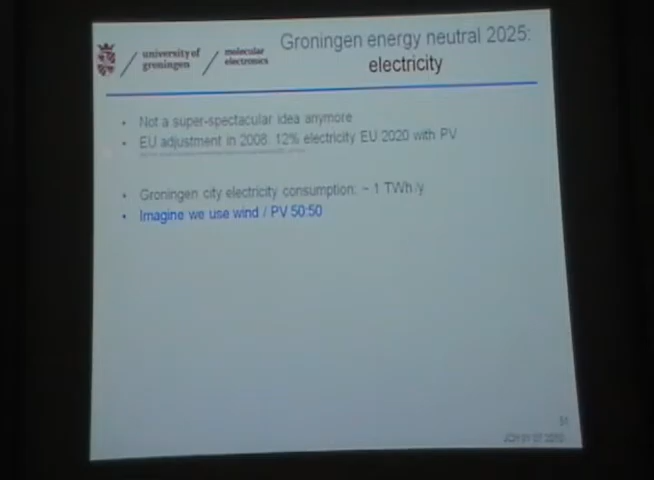 university of
groningen
molecular
electronics
Groningen energy neutral 2025:
electricity
• Not a super-spectacular idea anymore
• EU adjustment in 2008: 12% electricity EU 2020 with PV
• Groningen city electricity consumption: ~ 1 TWh/y
• Imagine we use wind / PV 50:50